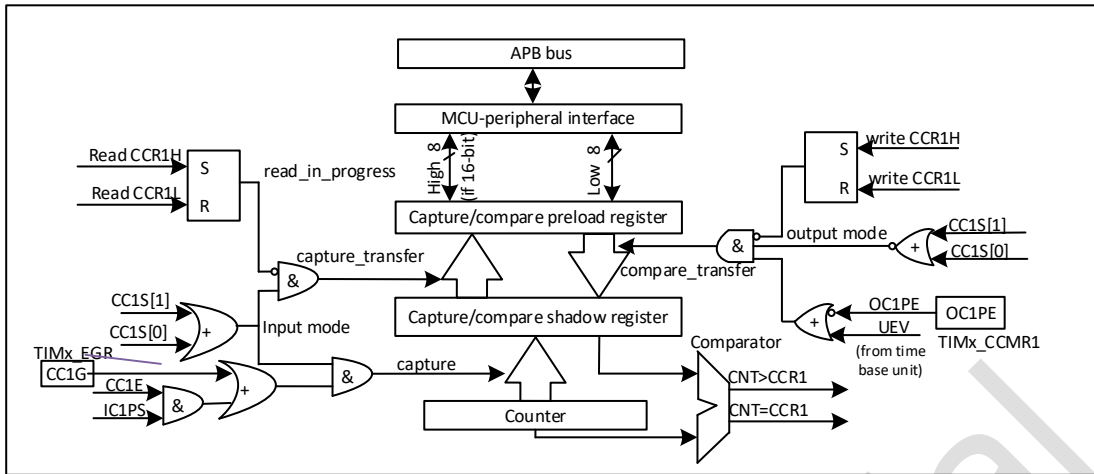 APB bus
MCU-peripheral interface
High 8
(if 16-bit)
Low 8
Read CCR1H
Read CCR1L
S
R
read_in_progress
write CCR1H
write CCR1L
S
R
Capture/compare preload register
capture_transfer
&
compare_transfer
&
output mode
+
CC1S[1]
CC1S[0]
CC1S[1]
CC1S[0]
+
Input mode
Capture/compare shadow register
+
OC1PE
UEV
(from time
base unit)
OC1PE
TIMx_CCMR1
TIMx_EGR
CC1G
CC1E
IC1PS
&
+
&
capture
Counter
Comparator
CNT>CCR1
CNT=CCR1